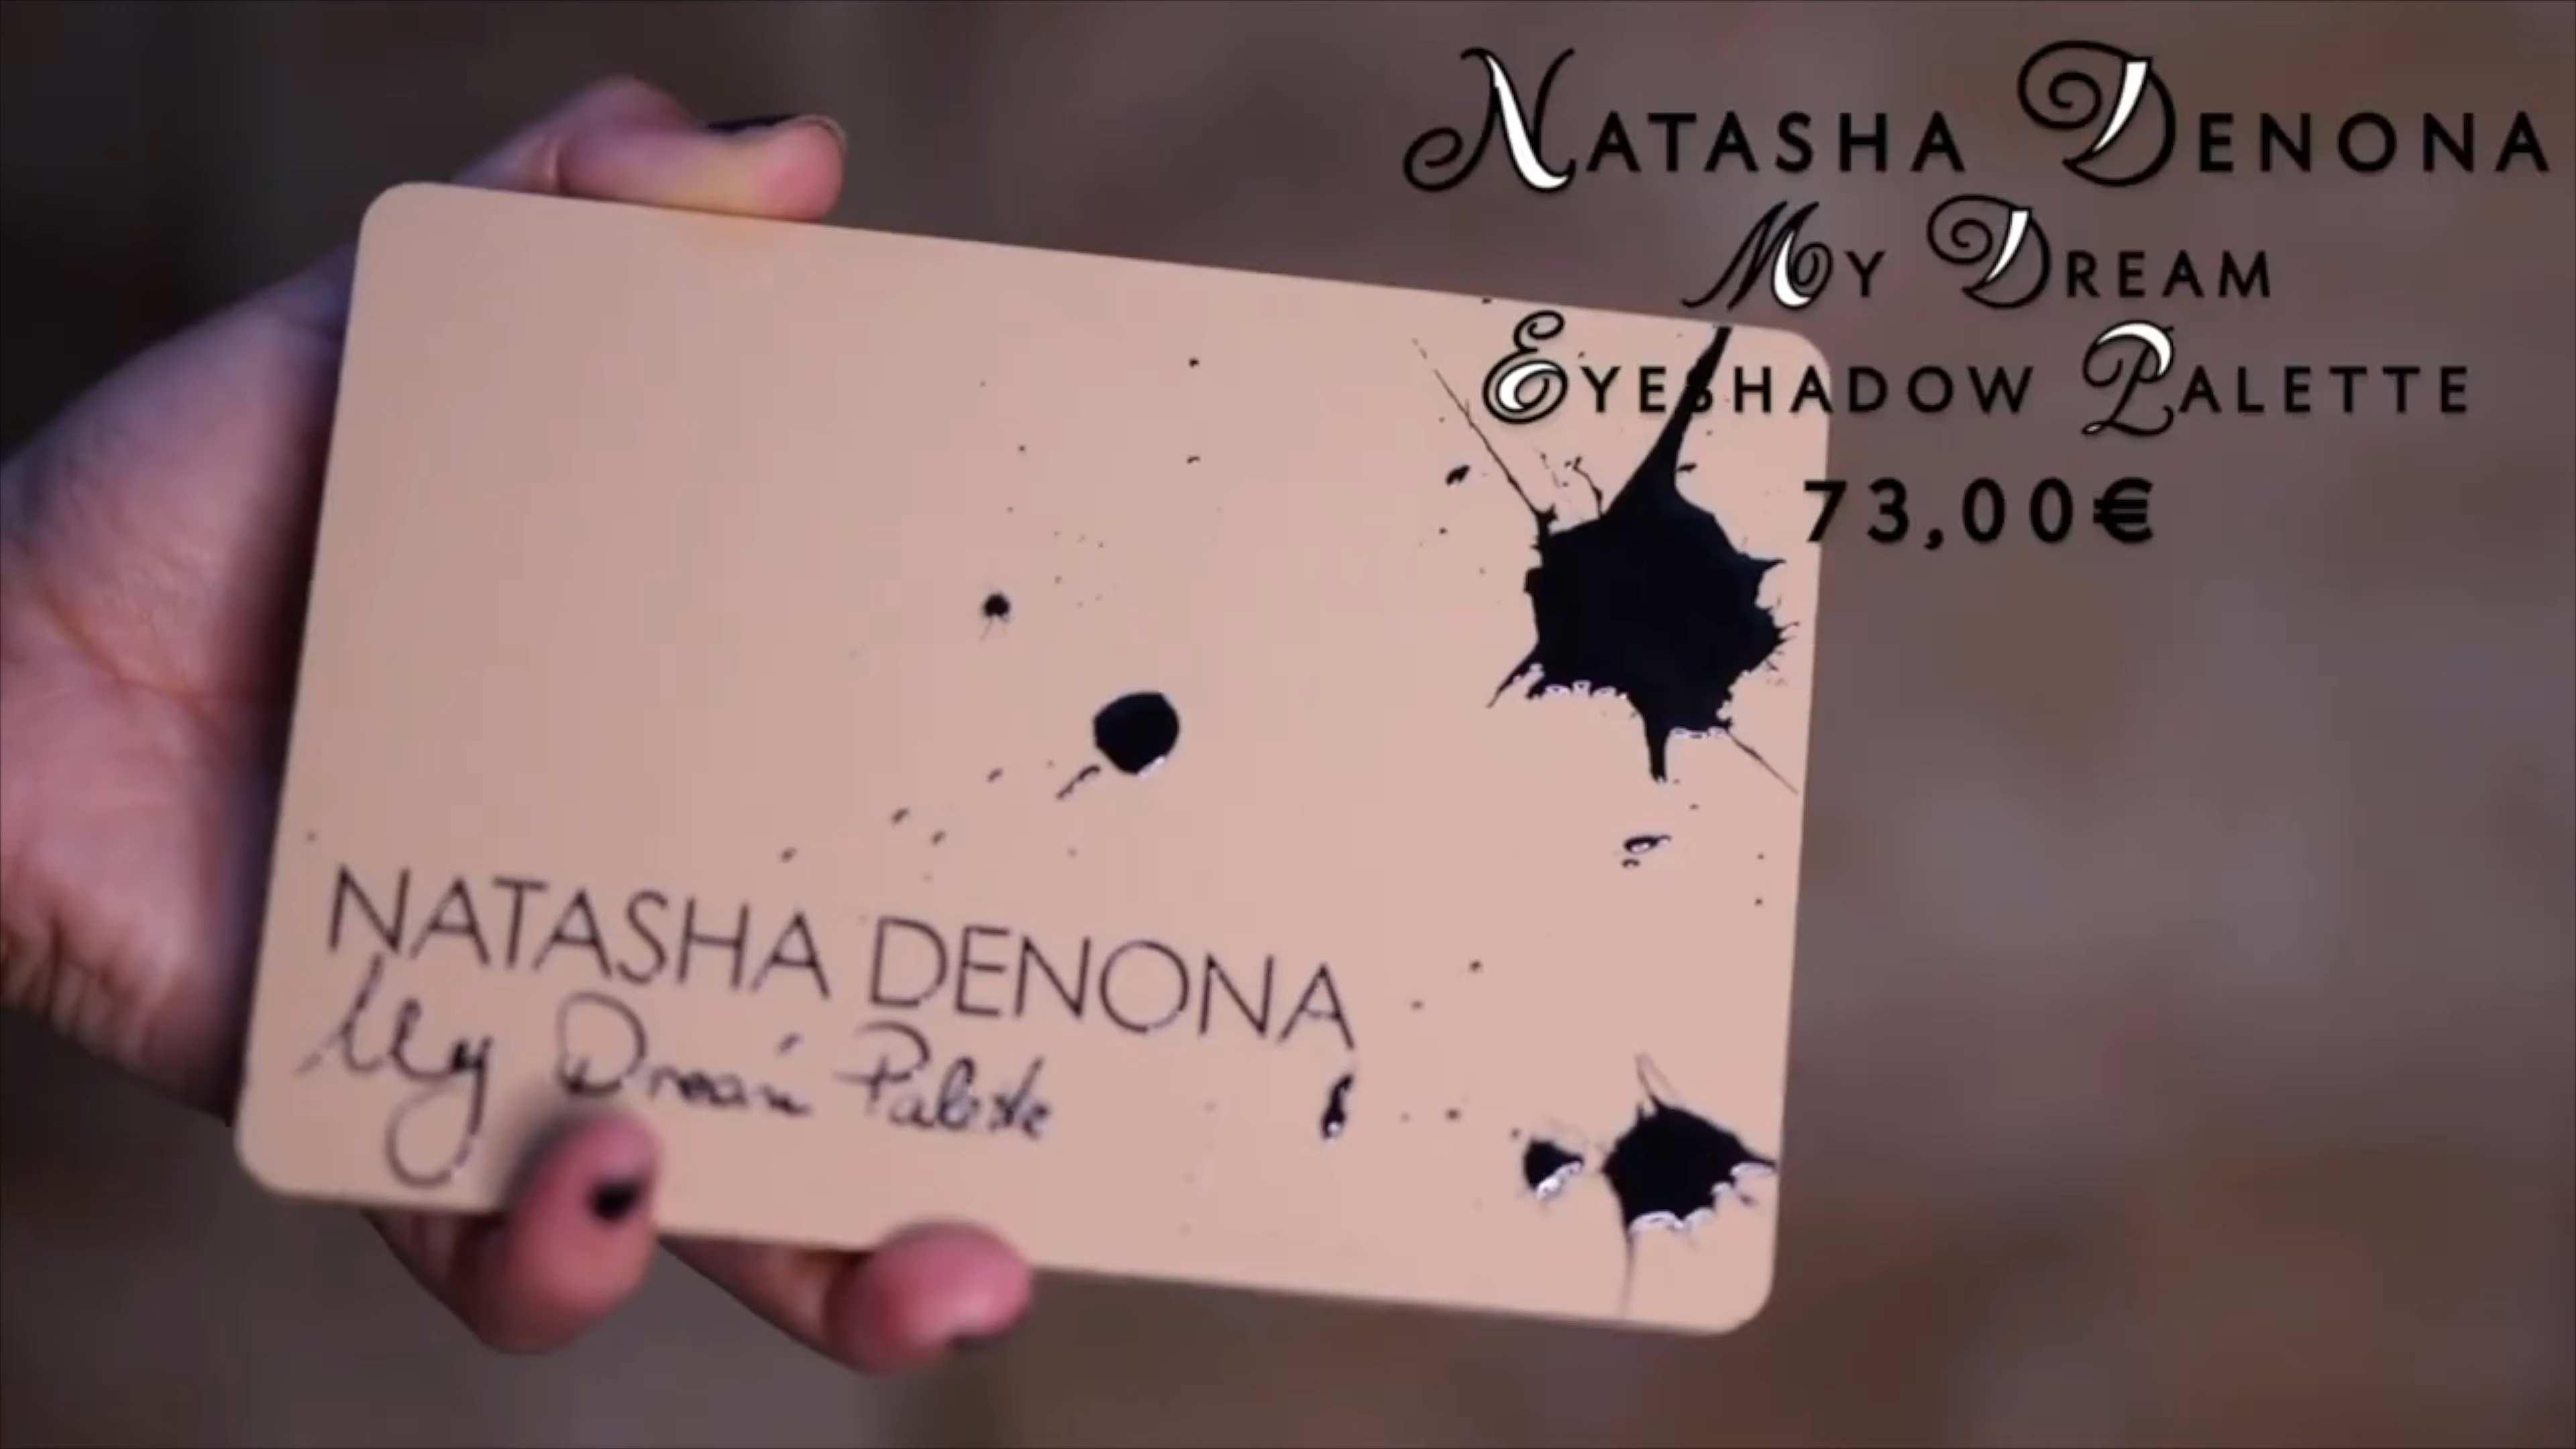 Natasha Denona
My Dream
Eyeshadow Palette
73,00€
NATASHA DENONA
My Dream Palette